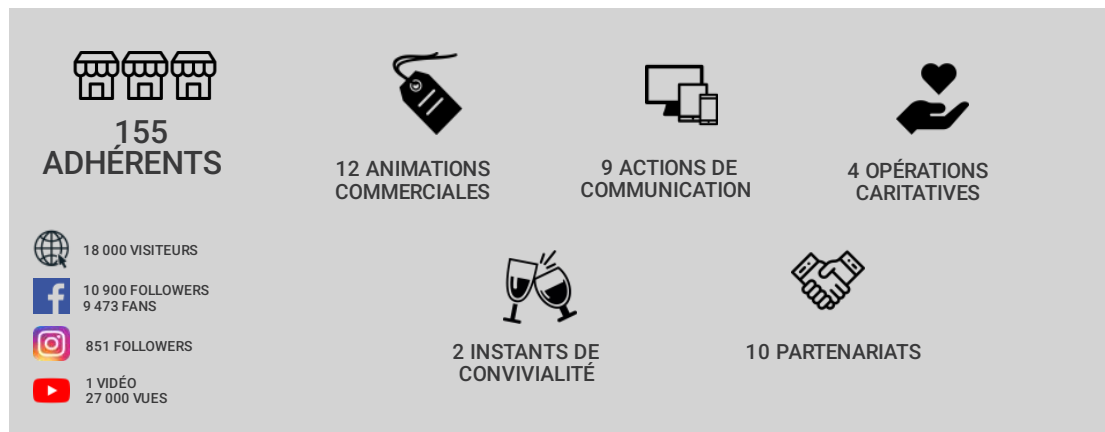 155
ADHÉRENTS
12 ANIMATIONS
COMMERCIALES
9 ACTIONS DE
COMMUNICATION
4 OPÉRATIONS
CARITATIVES
18 000 VISITEURS
10 900 FOLLOWERS
9 473 FANS
851 FOLLOWERS
1 VIDÉO
27 000 VUES
2 INSTANTS DE
CONVIVIALITÉ
10 PARTENARIATS